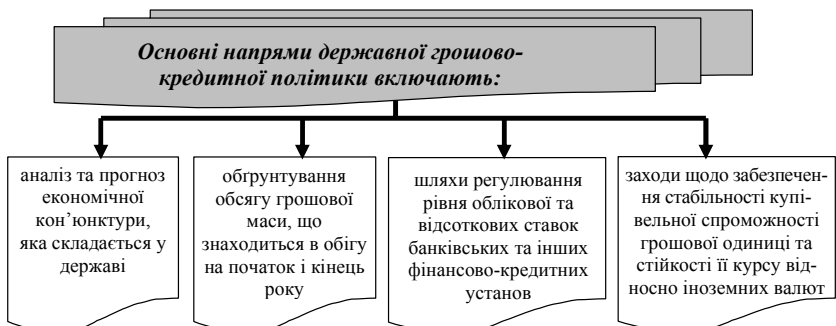 Основні напрями державної грошово-
кредитної політики включають:
аналіз та прогноз
економічної
кон’юнктури,
яка складається у
державі
обґрунтування
обсягу грошової
маси, що
знаходиться в обігу
на початок і кінець
року
шляхи регулювання
рівня облікової та
відсоткових ставок
банківських та інших
фінансово-кредитних
установ
заходи щодо забезпечен-
ня стабільності купі-
вельної спроможності
грошової одиниці та
стійкості її курсу від-
носно іноземних валют